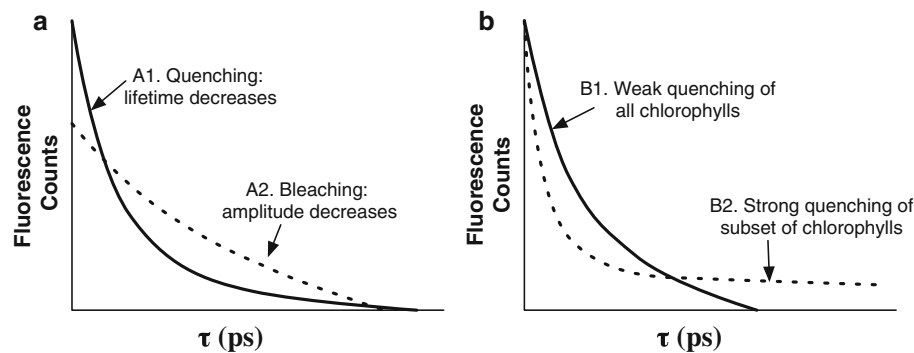 a
A1. Quenching:
lifetime decreases
A2. Bleaching:
amplitude decreases
Fluorescence
Counts
τ (ps)
b
B1. Weak quenching of
all chlorophylls
B2. Strong quenching of
subset of chlorophylls
Fluorescence
Counts
τ (ps)